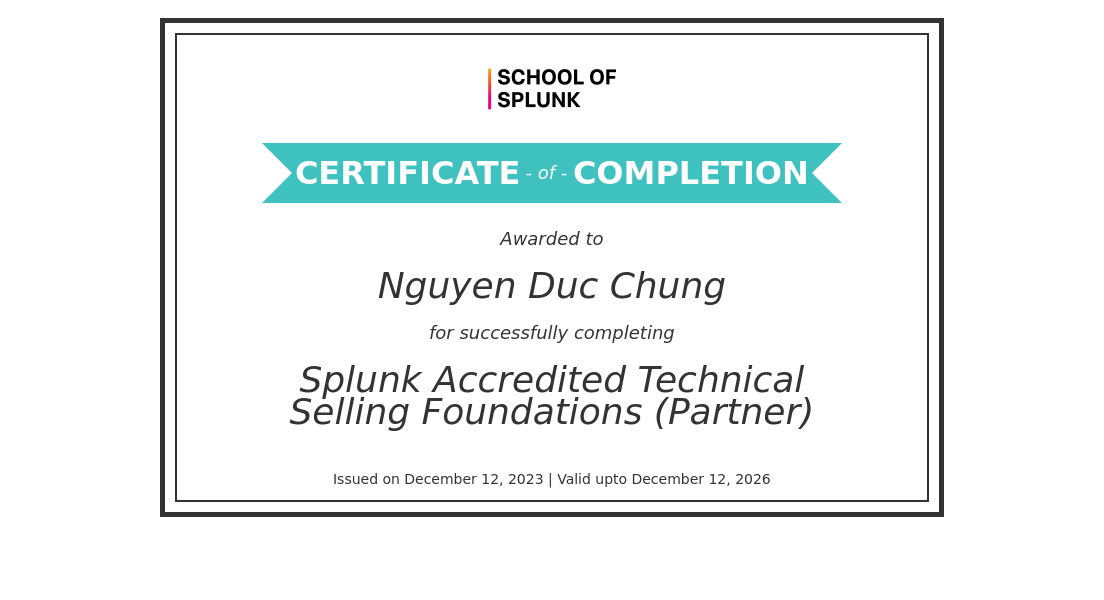 SCHOOL OF
SPLUNK
CERTIFICATE - of - COMPLETION
Awarded to
Nguyen Duc Chung
for successfully completing
Splunk Accredited Technical
Selling Foundations (Partner)
Issued on December 12, 2023 | Valid upto December 12, 2026